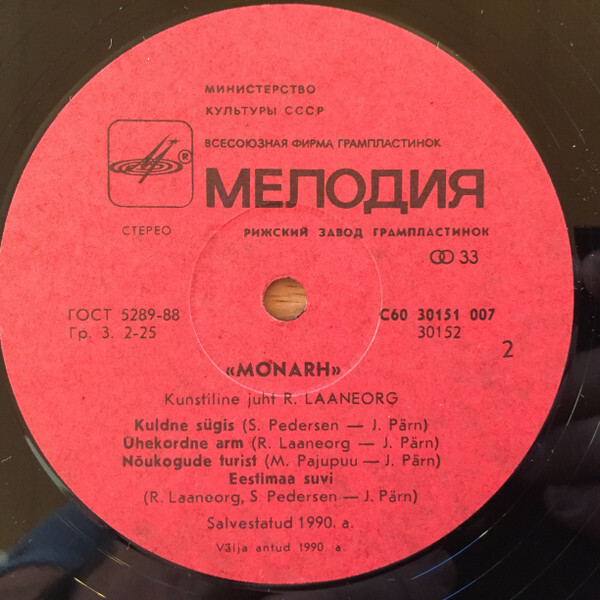 МИНИСТЕРСТВО
КУЛЬТУРЫ СССР
ВСЕСОЮЗНАЯ ФИРМА ГРАМПЛАСТИНОК
®
МЕЛОДИЯ
СТЕРЕО
РИЖСКИЙ ЗАВОД ГРАМПЛАСТИНОК
33
ГОСТ 5289-88
Гр. 3. 2-25
С60 30151 007
30152
2
«MONARH»
Kunstiline juht R. LAANEORG
Kuldne sügis (S. Pedersen — J. Pärn)
Ühekordne arm (R. Laaneorg — J. Pärn)
Nõukogude turist (M. Pajupuu — J. Pärn)
Eestimaa suvi
(R. Laaneorg, S. Pedersen — J. Pärn)
Salvestatud 1990. a.
Välja antud 1990 a.